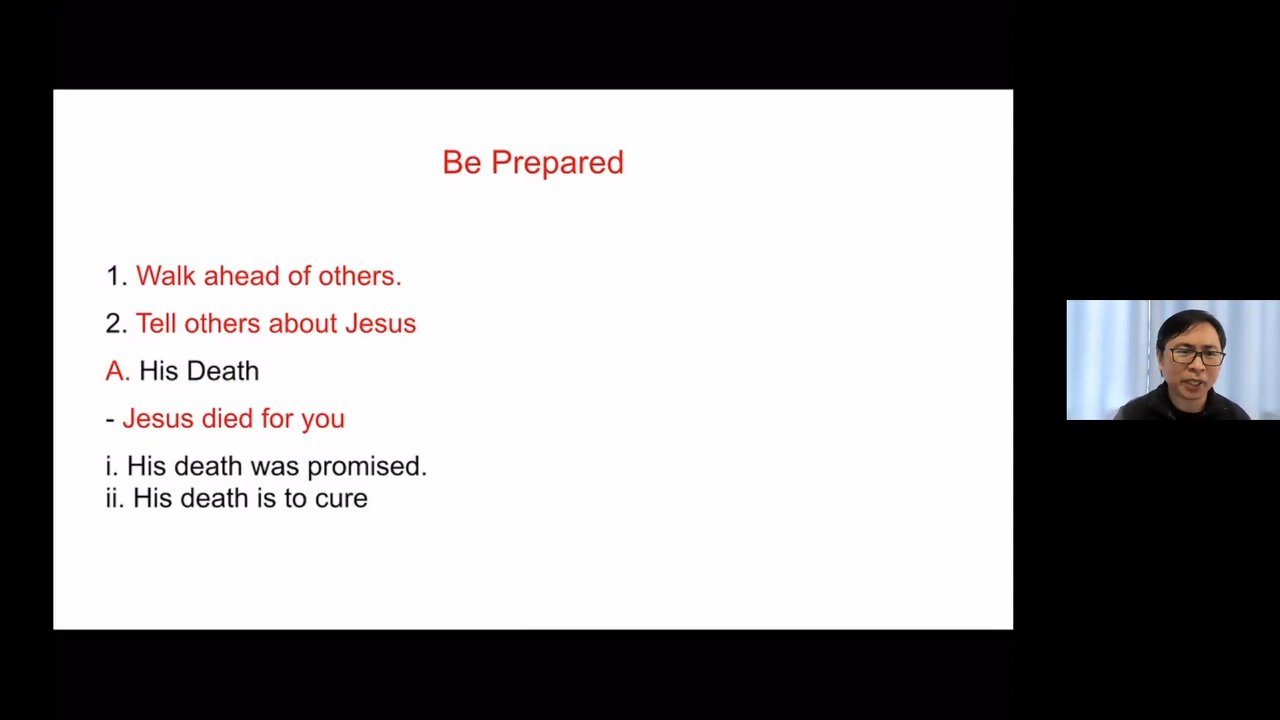 Be Prepared
1. Walk ahead of others.
2. Tell others about Jesus
A. His Death
- Jesus died for you
i. His death was promised.
ii. His death is to cure